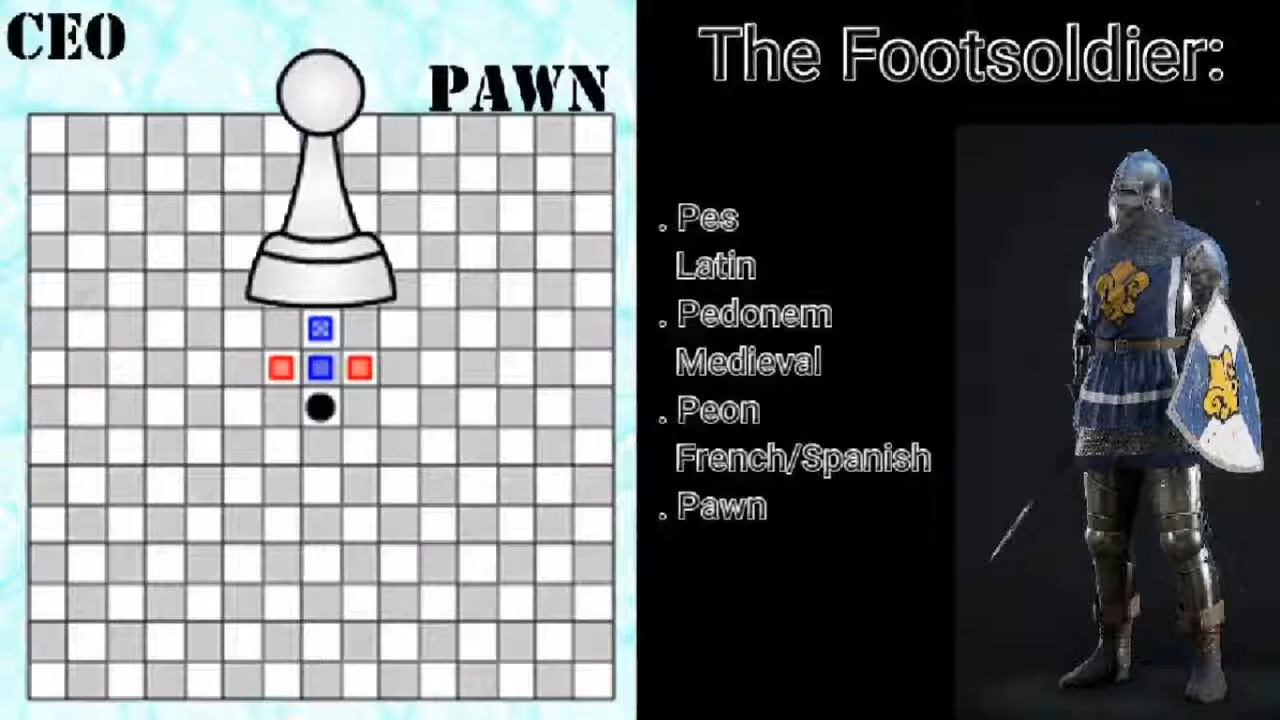 CEO
PAWN
The Footsoldier:
. Pes
Latin
. Pedonem
Medieval
. Peon
French/Spanish
. Pawn